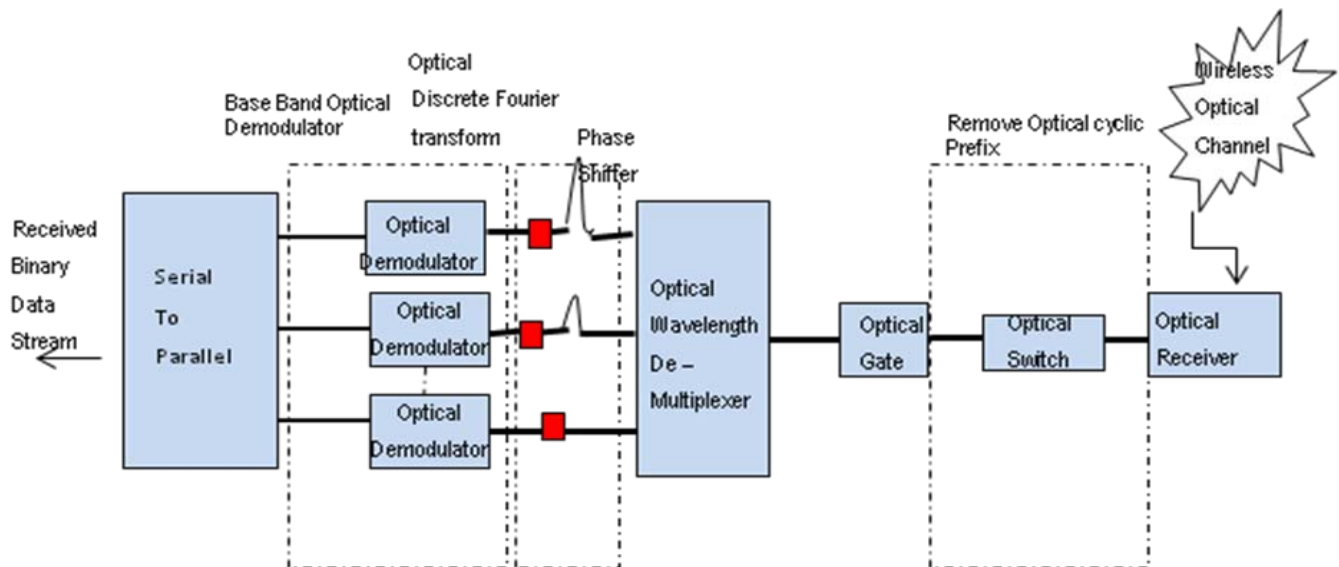 Optical
Discrete Fourier
transform
Base Band Optical
Demodulator
Phase
Shiffer
Remove Optical cyclic
Prefix
Wireless
Optical
Channel
Received
Binary
Data
Stream
Serial
To
Parallel
Optical
Demodulator
Optical
Demodulator
Optical
Demodulator
Optical
Wavelength
De –
Multiplexer
Optical
Gate
Optical
Switch
Optical
Receiver